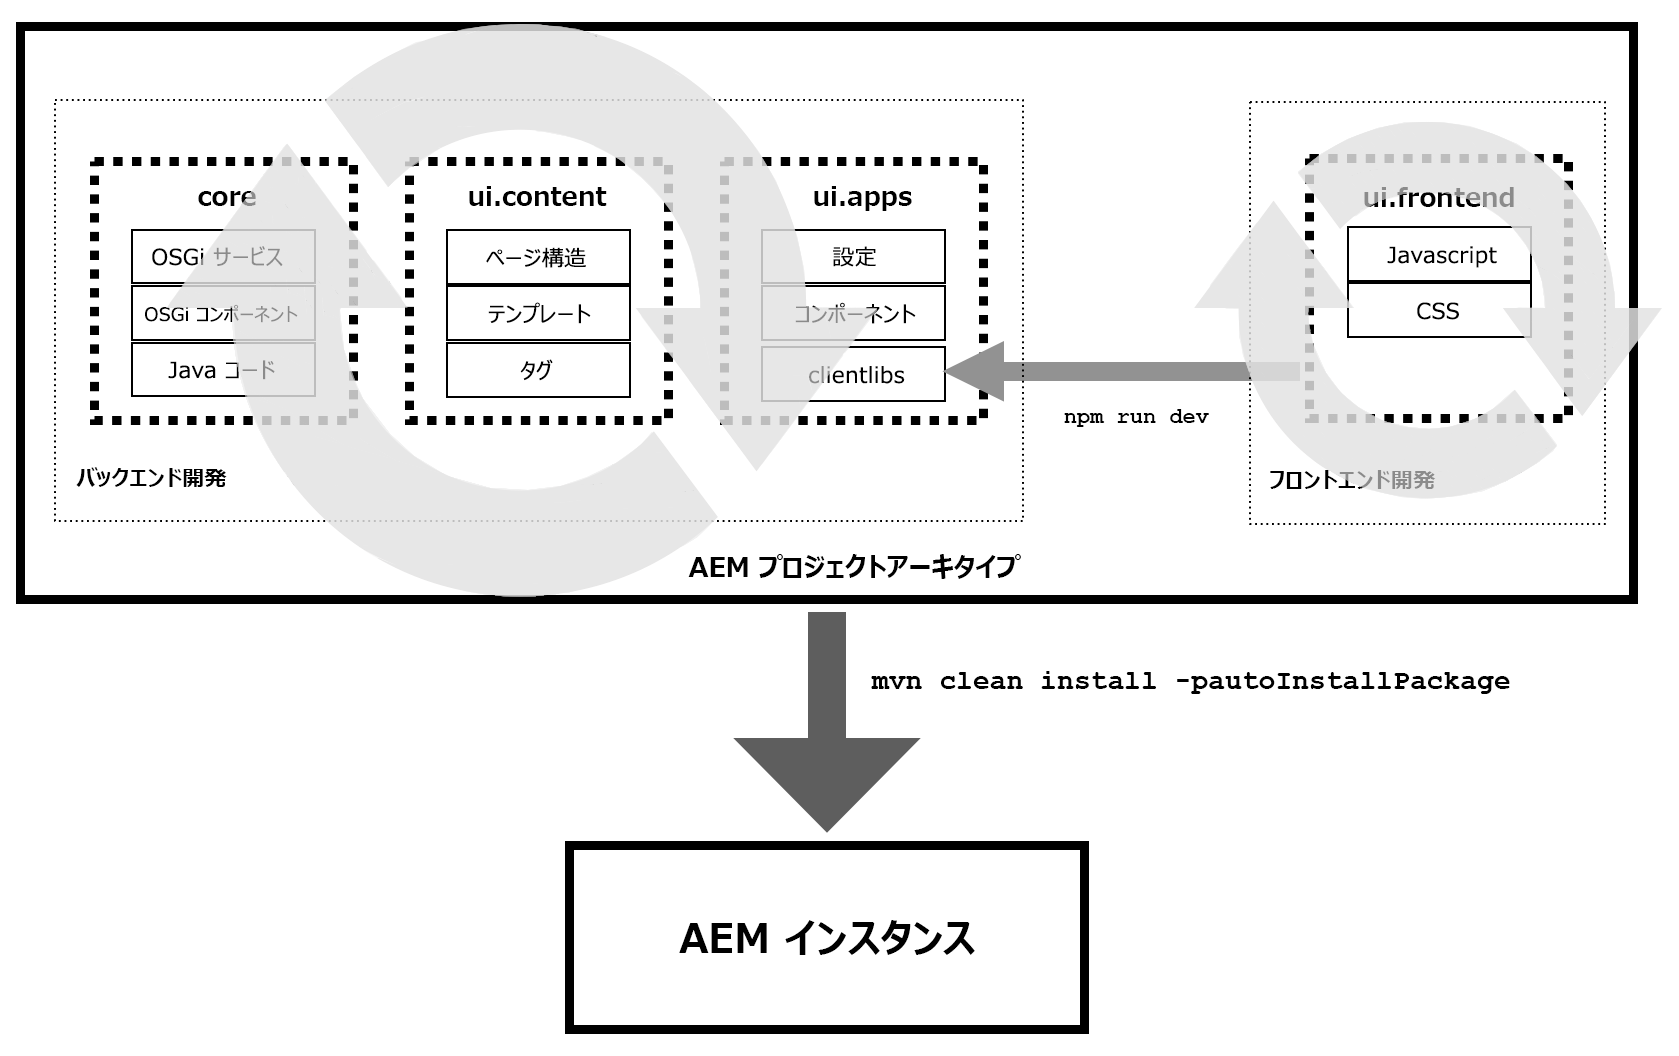 core
OSGi サービス
OSGi コンポーネント
Java コード
ui.content
ページ構造
テンプレート
タグ
ui.apps
設定
コンポーネント
clientlibs
バックエンド開発
npm run dev
ui.frontend
Javascript
CSS
フロントエンド開発
AEM プロジェクトアーキタイプ
mvn clean install -pautoInstallPackage
AEM インスタンス